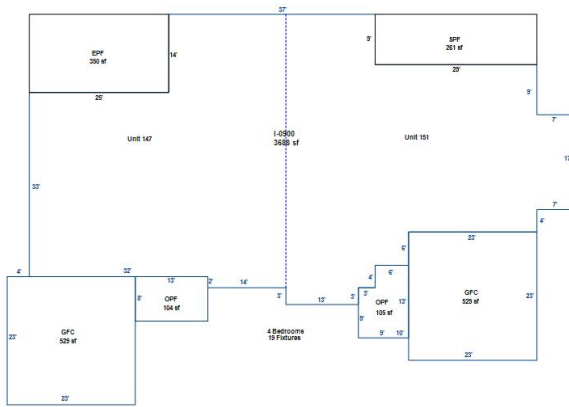 37'
EPF
350 sf
14'
25'
9'
SPF
261 sf
29'
9'
7'
Unit 147
I-0900
3688 sf
Unit 151
33'
7'
4'
23'
6'
4'
32'
13'
2'
14'
3'
13'
4'
6'
3'
3'
8'
OPF
104 sf
OPF
105 sf
13'
9'
9'
10'
23'
GFC
529 sf
23'
4 Bedrooms
19 Fixtures
GFC
529 sf
23'
23'